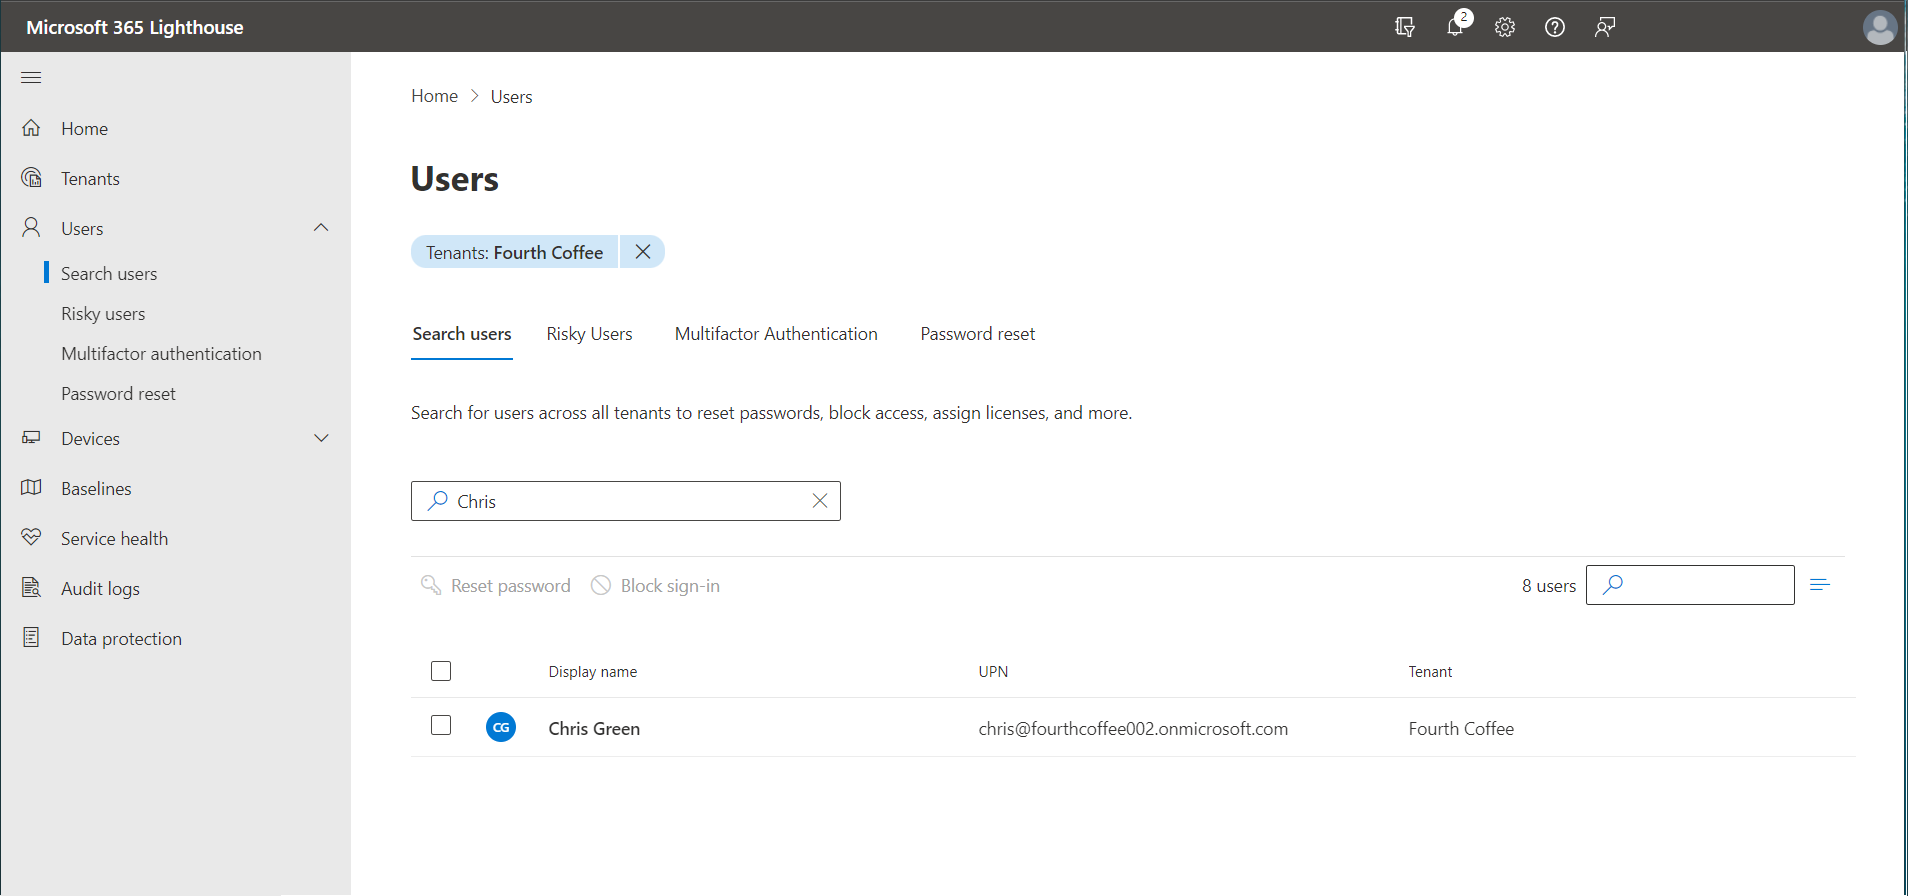 Microsoft 365 Lighthouse
2
Home
Tenants
Users
Search users
Risky users
Multifactor authentication
Password reset
Devices
Baselines
Service health
Audit logs
Data protection
Home > Users
Users
Tenants: Fourth Coffee
Search users Risky Users Multifactor Authentication Password reset
Search for users across all tenants to reset passwords, block access, assign licenses, and more.
Chris
Reset password Block sign-in 8 users
Display name UPN Tenant
CG Chris Green chris@fourthcoffee002.onmicrosoft.com Fourth Coffee